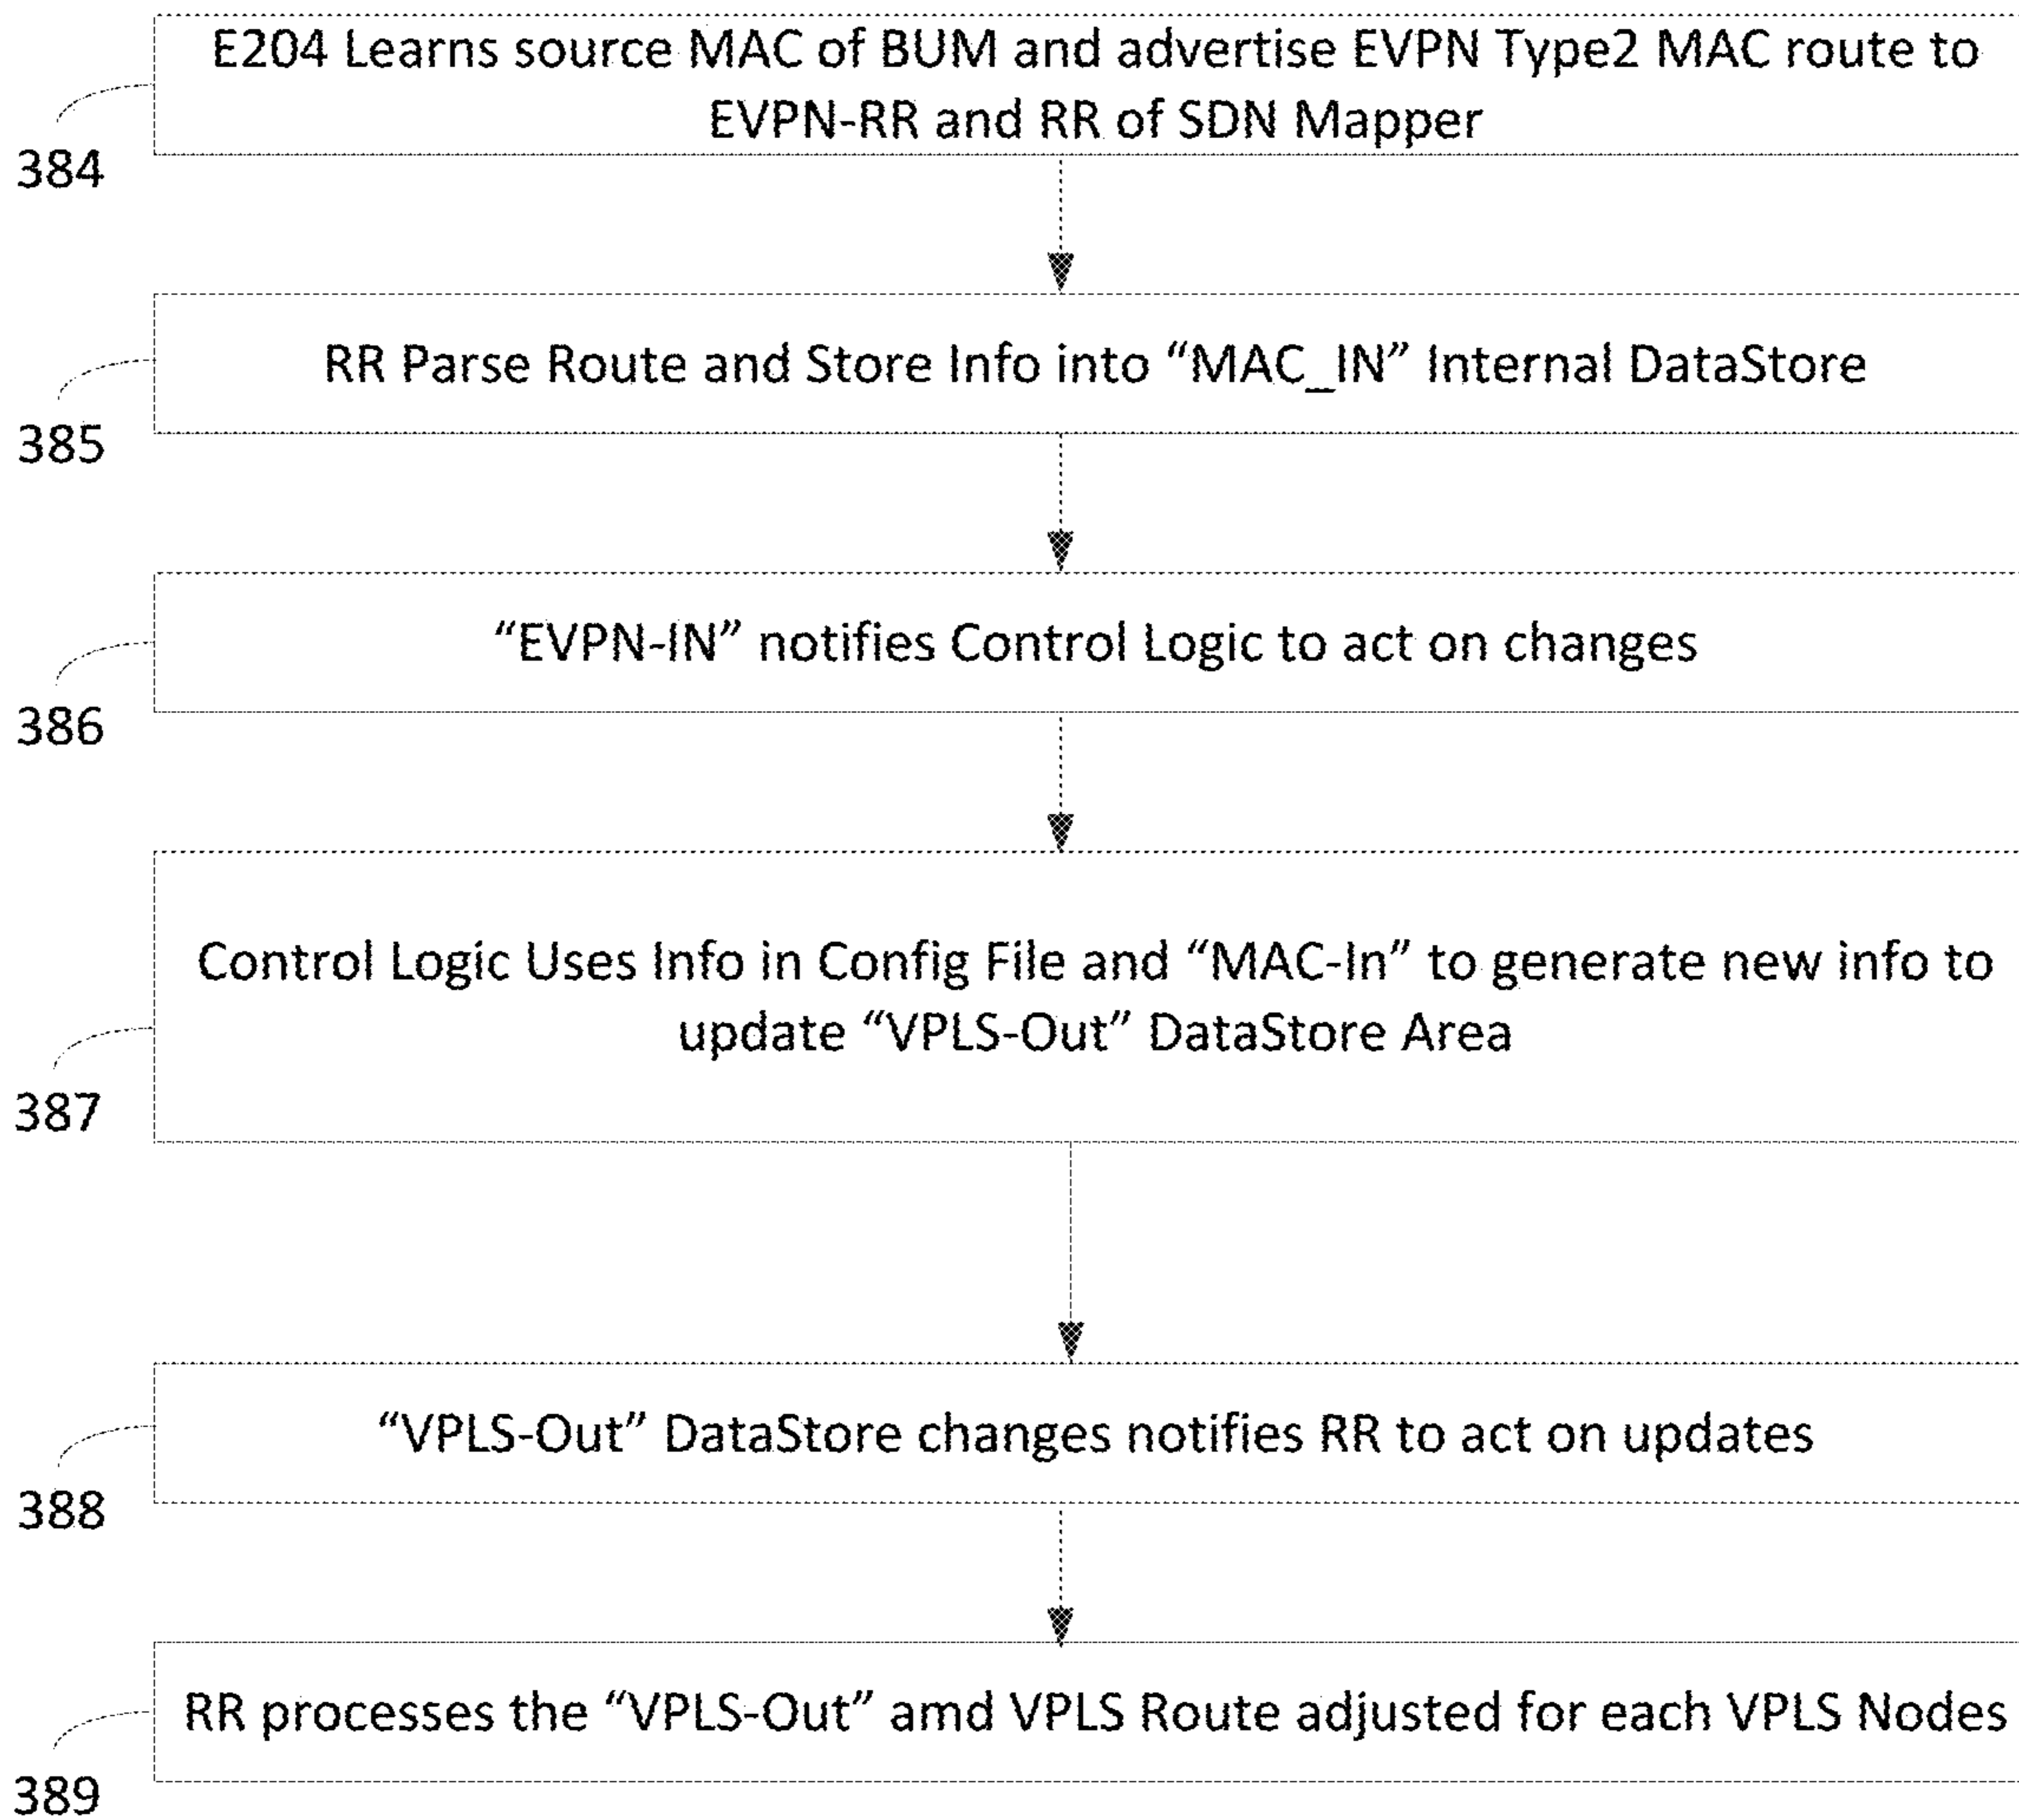 E204 Learns source MAC of BUM and advertise EVPN Type2 MAC route to
EVPN-RR and RR of SDN Mapper
384
RR Parse Route and Store Info into “MAC_IN” Internal DataStore
385
“EVPN-IN” notifies Control Logic to act on changes
386
Control Logic Uses Info in Config File and “MAC-In” to generate new info to
update “VPLS-Out” DataStore Area
387
“VPLS-Out” DataStore changes notifies RR to act on updates
388
RR processes the “VPLS-Out” amd VPLS Route adjusted for each VPLS Nodes
389